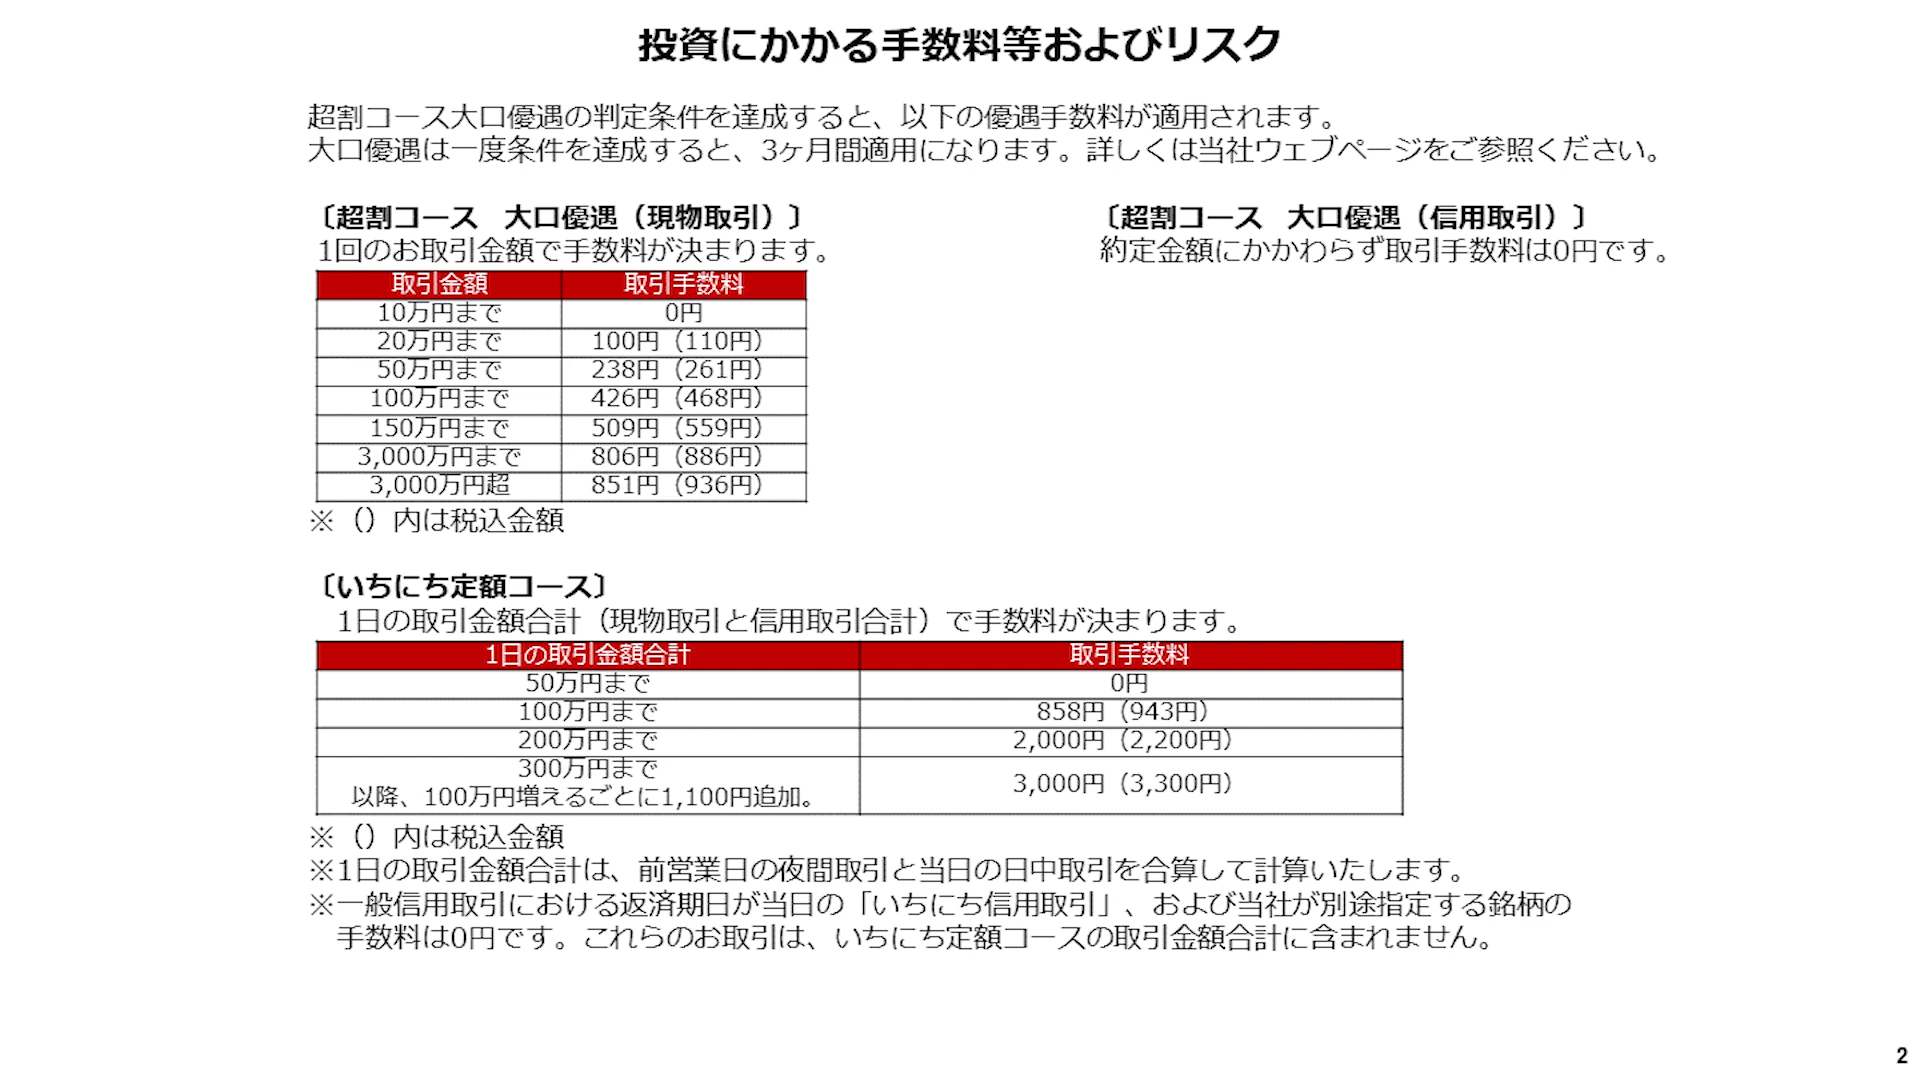 投資にかかる手数料等およびリスク
超割コース大口優遇の判定条件を達成すると、以下の優遇手数料が適用されます。
大口優遇は一度条件を達成すると、3ヶ月間適用になります。詳しくは当社ウェブページをご参照ください。
〔超割コース 大口優遇（現物取引）〕
1回のお取引金額で手数料が決まります。
取引金額 取引手数料
10万円まで 0円
20万円まで 100円（110円）
50万円まで 238円（261円）
100万円まで 426円（468円）
150万円まで 509円（559円）
3,000万円まで 806円（886円）
3,000万円超 851円（936円）
※（）内は税込金額
〔超割コース 大口優遇（信用取引）〕
約定金額にかかわらず取引手数料は0円です。
〔いちにち定額コース〕
1日の取引金額合計（現物取引と信用取引合計）で手数料が決まります。
1日の取引金額合計 取引手数料
50万円まで 0円
100万円まで 858円（943円）
200万円まで 2,000円（2,200円）
300万円まで
以降、100万円増えるごとに1,100円追加。 3,000円（3,300円）
※（）内は税込金額
※1日の取引金額合計は、前営業日の夜間取引と当日の日中取引を合算して計算いたします。
※一般信用取引における返済期日が当日の「いちにち信用取引」、および当社が別途指定する銘柄の
手数料は0円です。これらのお取引は、いちにち定額コースの取引金額合計に含まれません。
2